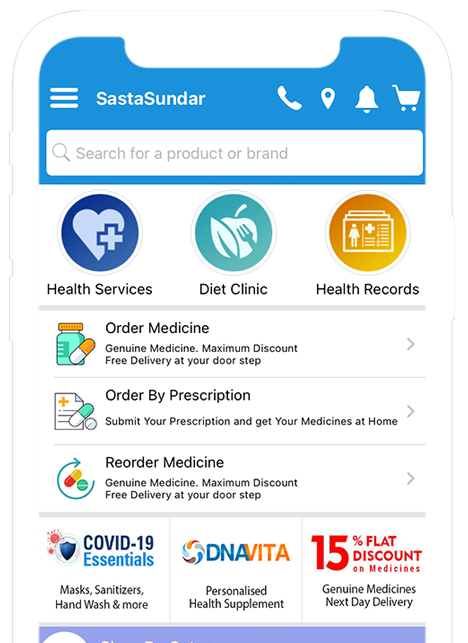 SastaSundar
Search for a product or brand
Health Services
Diet Clinic
Health Records
Order Medicine
Genuine Medicine. Maximum Discount
Free Delivery at your door step
Order By Prescription
Submit Your Prescription and get Your Medicines at Home
Reorder Medicine
Genuine Medicine. Maximum Discount
Free Delivery at your door step
COVID-19
Essentials
Masks, Sanitizers,
Hand Wash & more
DNAVITA
Personalised
Health Supplement
15% FLAT
DISCOUNT
on Medicines
Genuine Medicines
Next Day Delivery